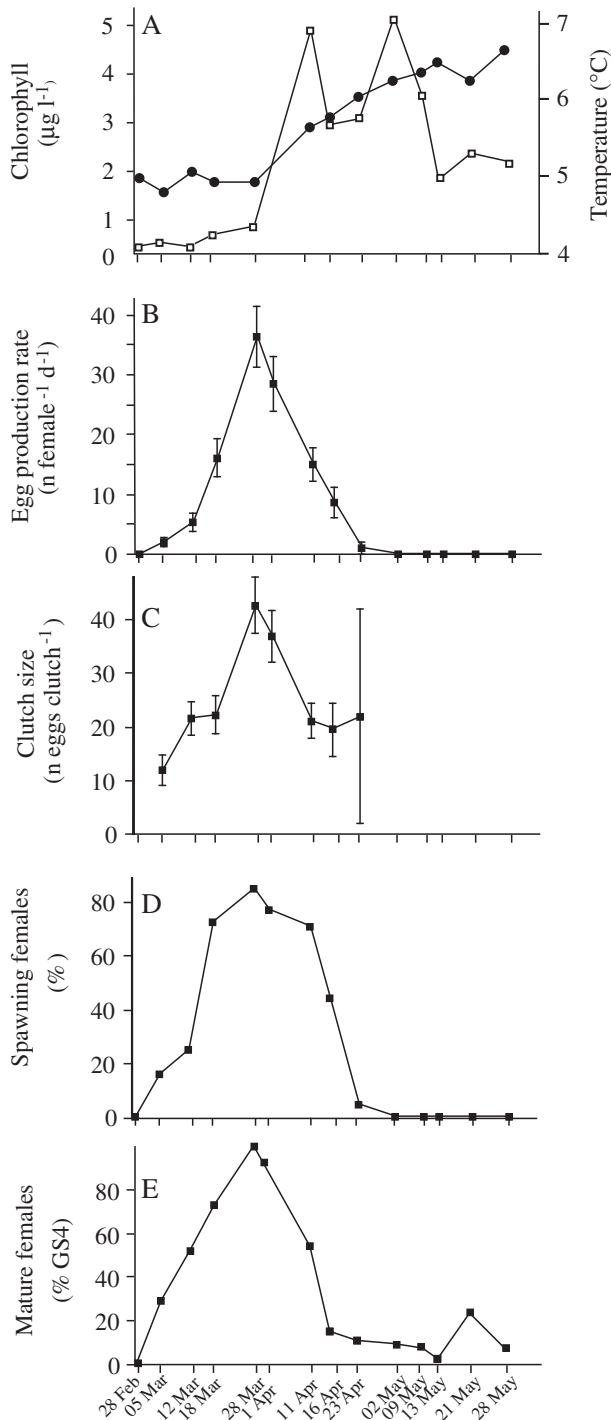 A
Chlorophyll
(µg l-1)
5
4
3
2
1
0
7
6
5
4
Temperature (°C)
B
Egg production rate
(n female-1 d-1)
40
30
20
10
0
C
Clutch size
(n eggs clutch-1)
40
30
20
10
0
D
Spawning females
(%)
80
60
40
20
0
E
Mature females
(% GS4)
80
60
40
20
0
28 Feb
05 Mar
12 Mar
18 Mar
28 Mar
1 Apr
11 Apr
16 Apr
23 Apr
02 May
09 May
13 May
21 May
28 May